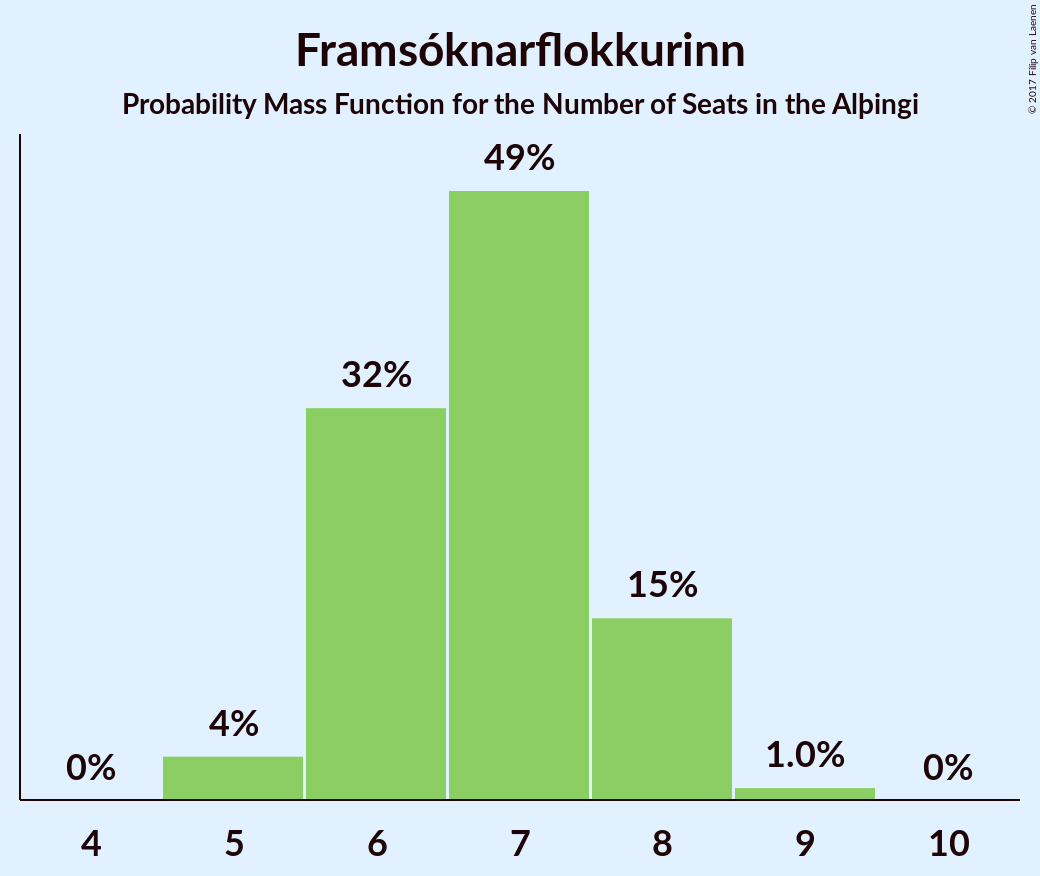 Framsóknarflokkurinn
Probability Mass Function for the Number of Seats in the Alþingi
© 2017 Filip van Laenen
49%
32%
15%
4%
1.0%
0%
0%
4 5 6 7 8 9 10